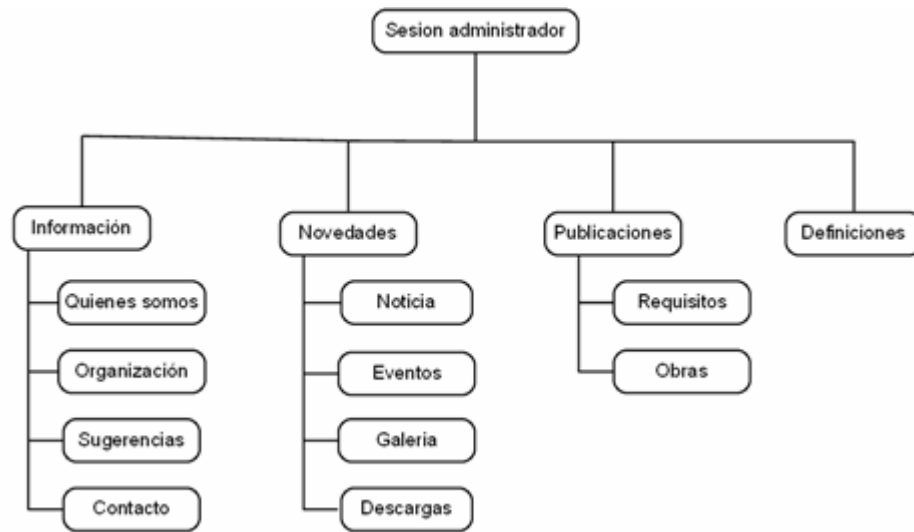 Sesion administrador
Información
Novedades
Publicaciones
Definiciones
Quienes somos
Noticia
Requisitos
Organización
Eventos
Obras
Sugerencias
Galeria
Contacto
Descargas